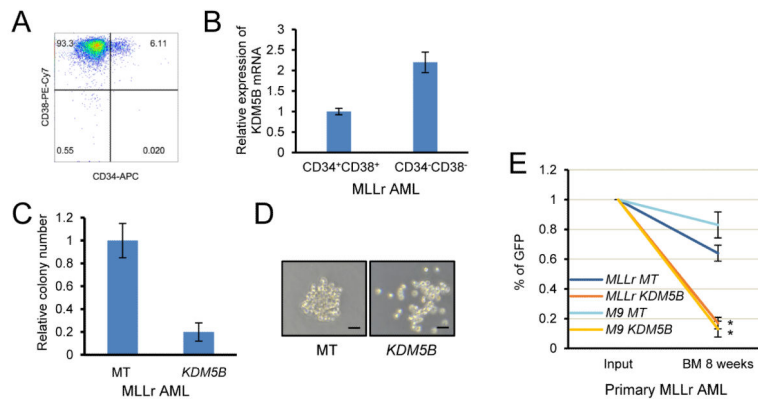 A
93.3
6.11
0.55
0.020
CD38-PE-Cy7
CD34-APC
B
Relative expression of
KDM5B mRNA
3
2.5
2
1.5
1
0.5
0
CD34+CD38+
CD34-CD38-
MLLr AML
C
Relative colony number
1.2
1
0.8
0.6
0.4
0.2
0
MT
KDM5B
MLLr AML
D
MT
KDM5B
E
% of GFP
1.2
1
0.8
0.6
0.4
0.2
0
MLLr MT
MLLr KDM5B
M9 MT
M9 KDM5B
*
*
Input
BM 8 weeks
Primary MLLr AML